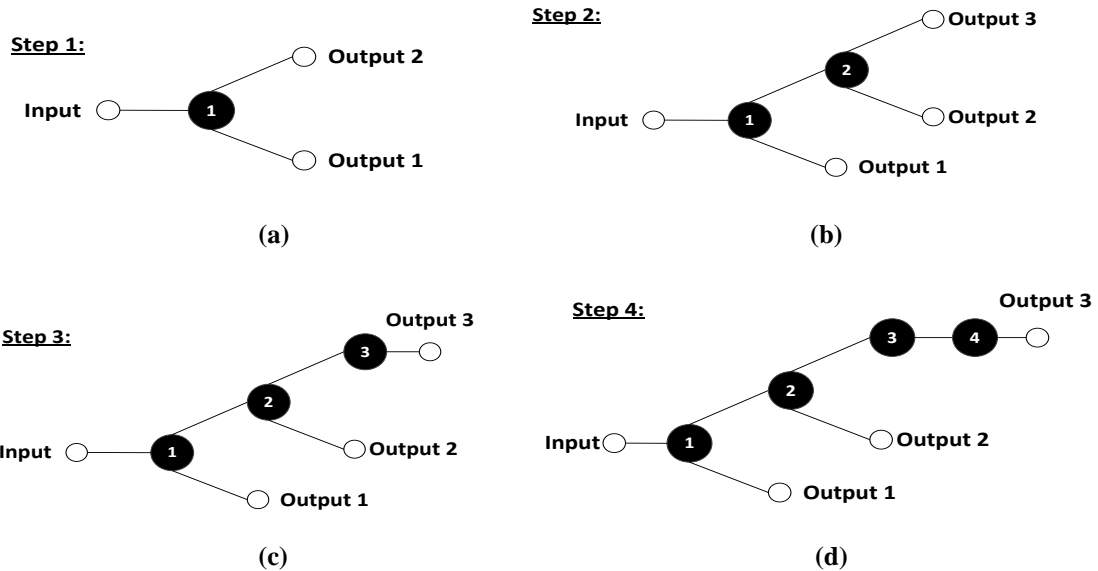 Step 1:
Output 2
Input
1
Output 1
(a)
Step 2:
Output 3
2
Input
1
Output 2
Output 1
(b)
Step 3:
Output 3
3
2
Input
1
Output 2
Output 1
(c)
Step 4:
Output 3
3
4
2
Input
1
Output 2
Output 1
(d)